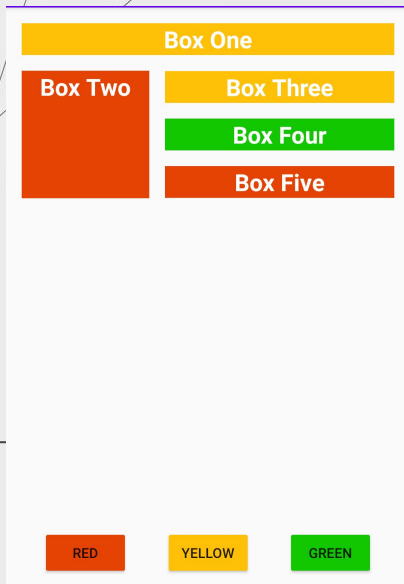 Box One
Box Two
Box Three
Box Four
Box Five
RED
YELLOW
GREEN